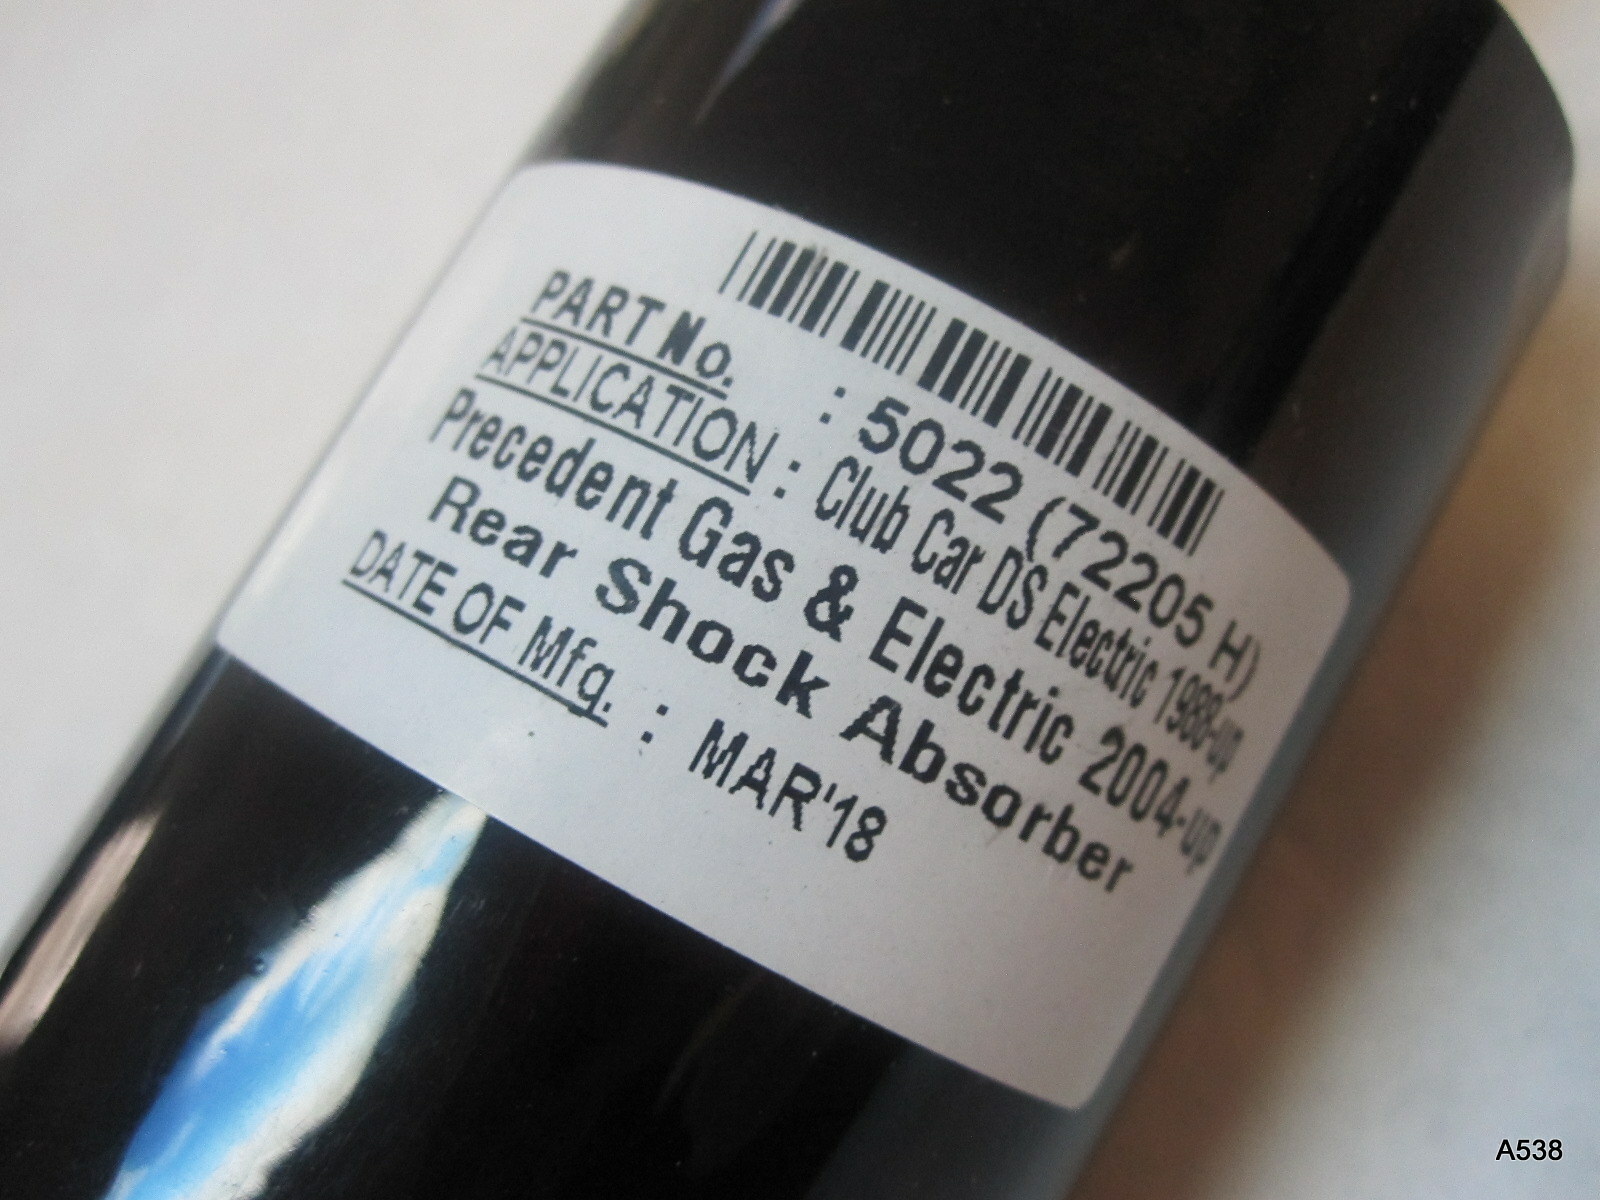 PART No. : 5022 (72205 H)
APPLICATION : Club Car DS Electric 1988-up
Precedent Gas & Electric 2004-up
Rear Shock Absorber
DATE OF Mfg. : MAR'18
A538